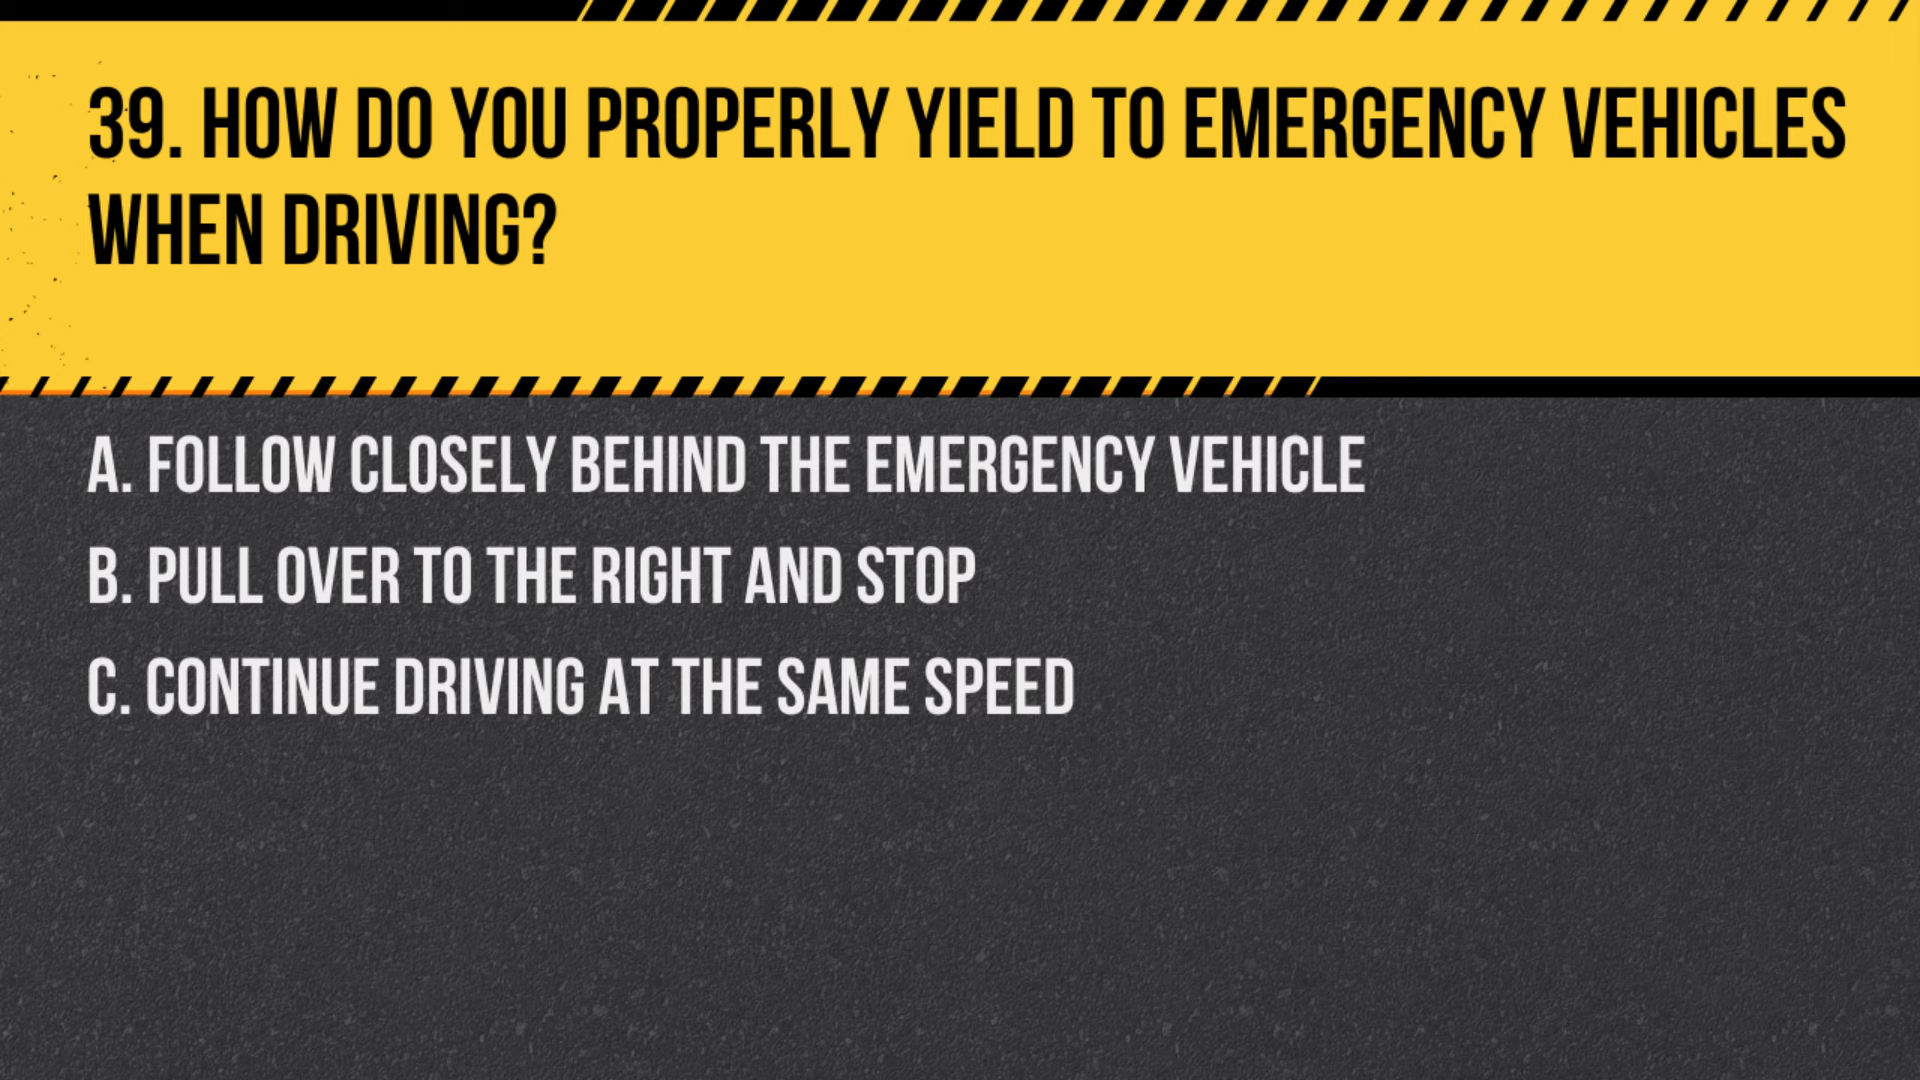 39. HOW DO YOU PROPERLY YIELD TO EMERGENCY VEHICLES
WHEN DRIVING?
A. FOLLOW CLOSELY BEHIND THE EMERGENCY VEHICLE
B. PULL OVER TO THE RIGHT AND STOP
C. CONTINUE DRIVING AT THE SAME SPEED